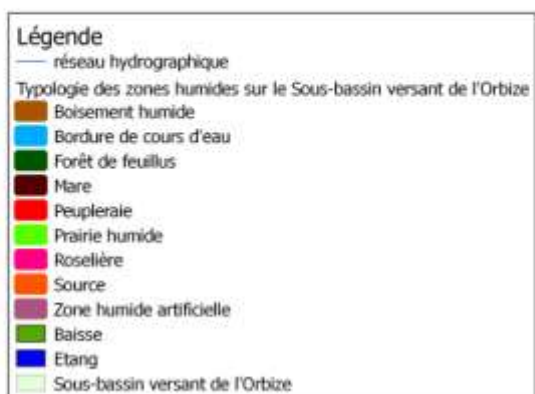 Légende
réseau hydrographique
Typologie des zones humides sur le Sous-bassin versant de l'Orbize
Boisement humide
Bordure de cours d'eau
Forêt de feuillus
Mare
Peupleraie
Prairie humide
Roselière
Source
Zone humide artificielle
Baisse
Etang
Sous-bassin versant de l'Orbize